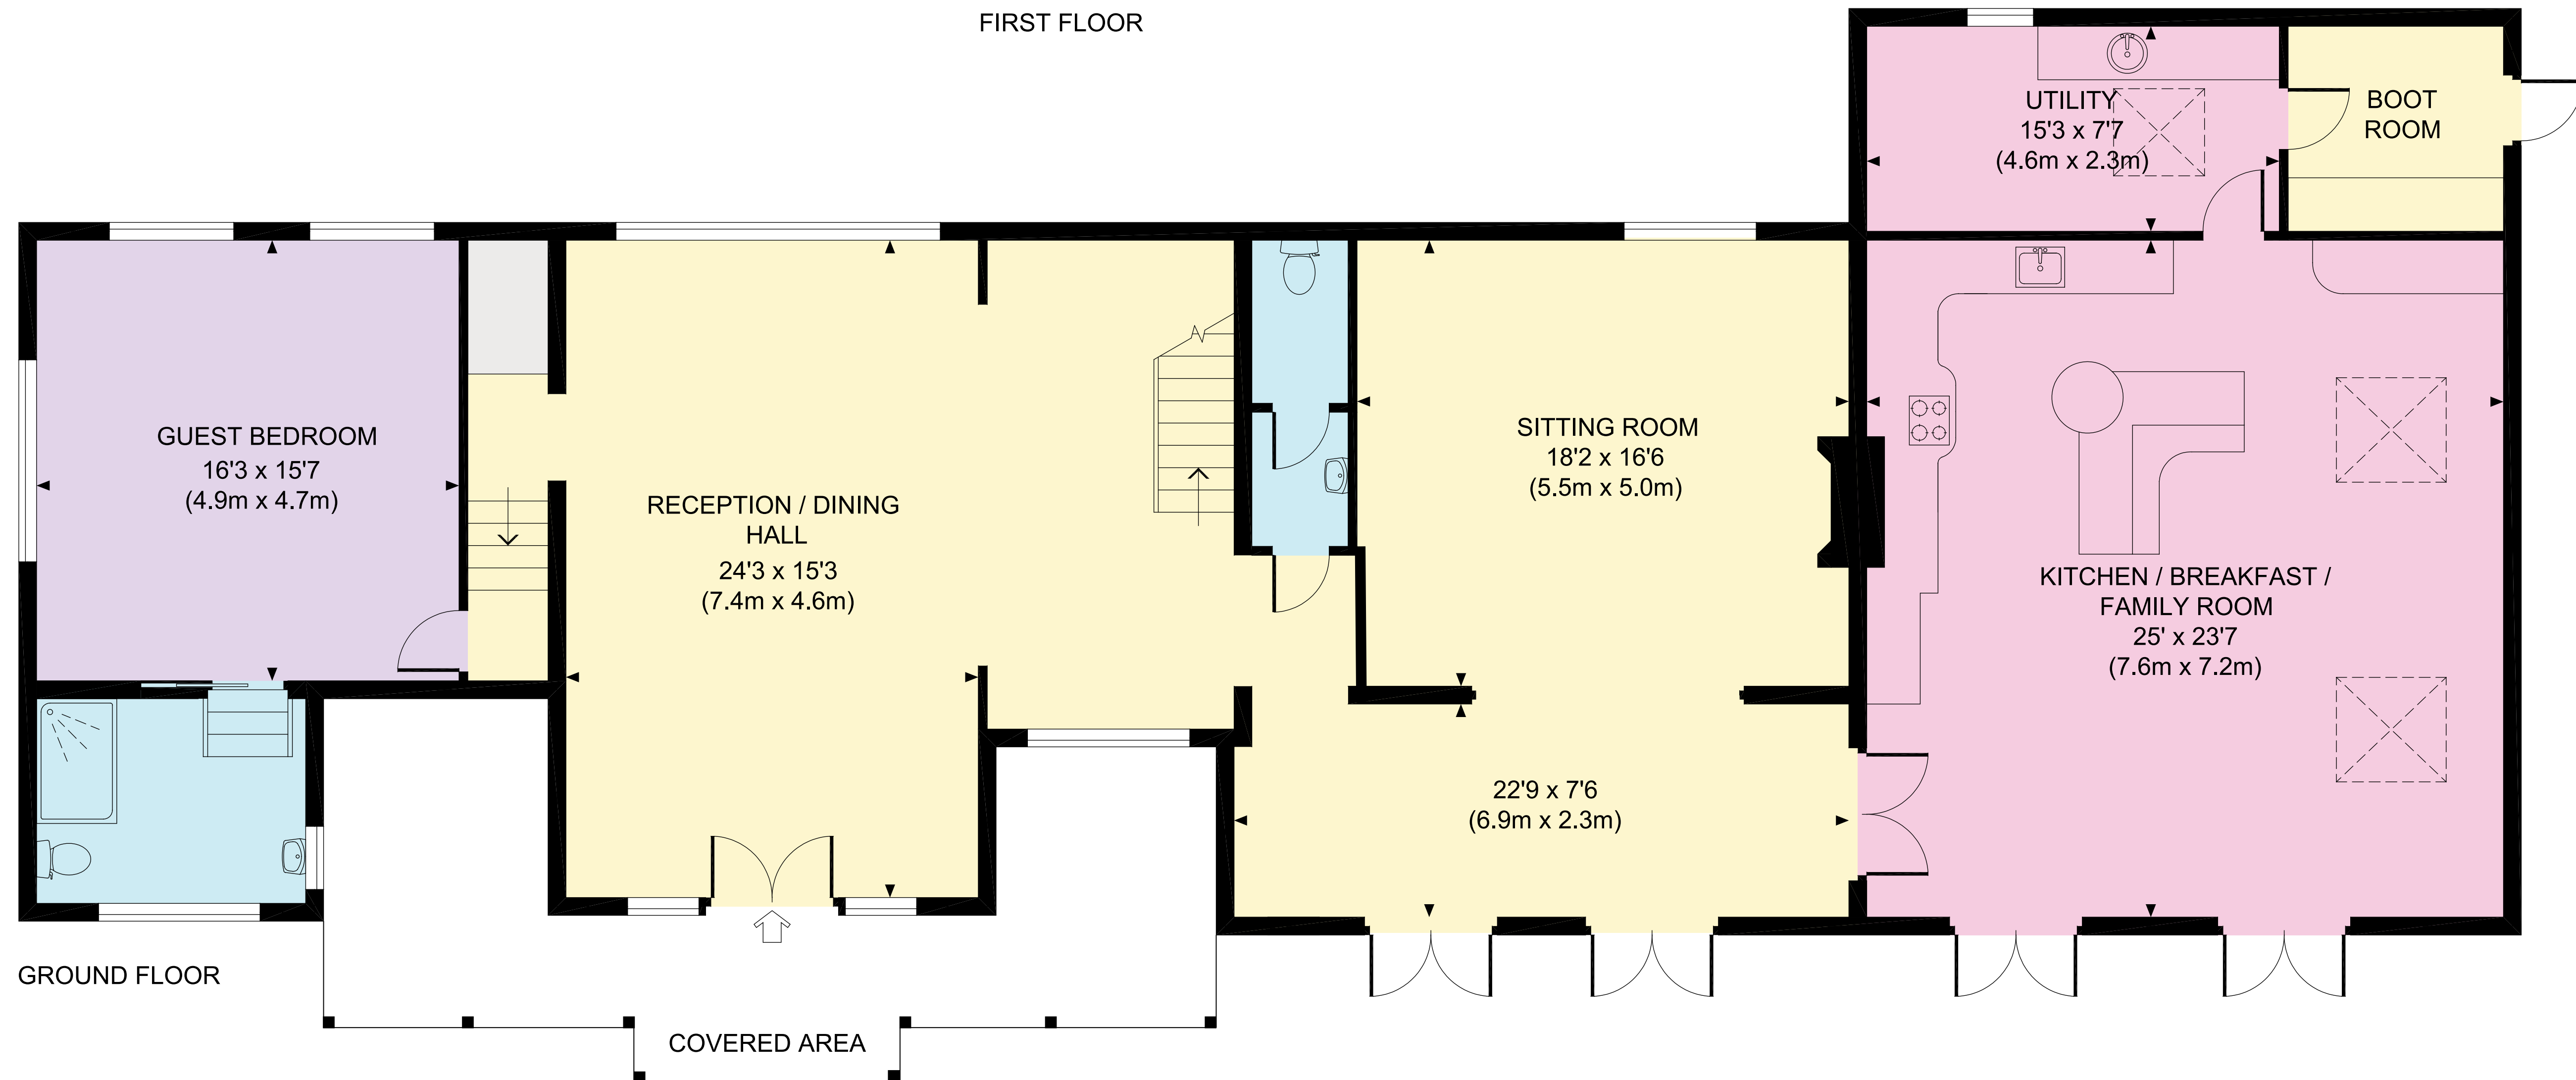 FIRST FLOOR
UTILITY
15'3 x 7'7
(4.6m x 2.3m)
BOOT
ROOM
GUEST BEDROOM
16'3 x 15'7
(4.9m x 4.7m)
RECEPTION / DINING
HALL
24'3 x 15'3
(7.4m x 4.6m)
SITTING ROOM
18'2 x 16'6
(5.5m x 5.0m)
KITCHEN / BREAKFAST /
FAMILY ROOM
25' x 23'7
(7.6m x 7.2m)
22'9 x 7'6
(6.9m x 2.3m)
GROUND FLOOR
COVERED AREA